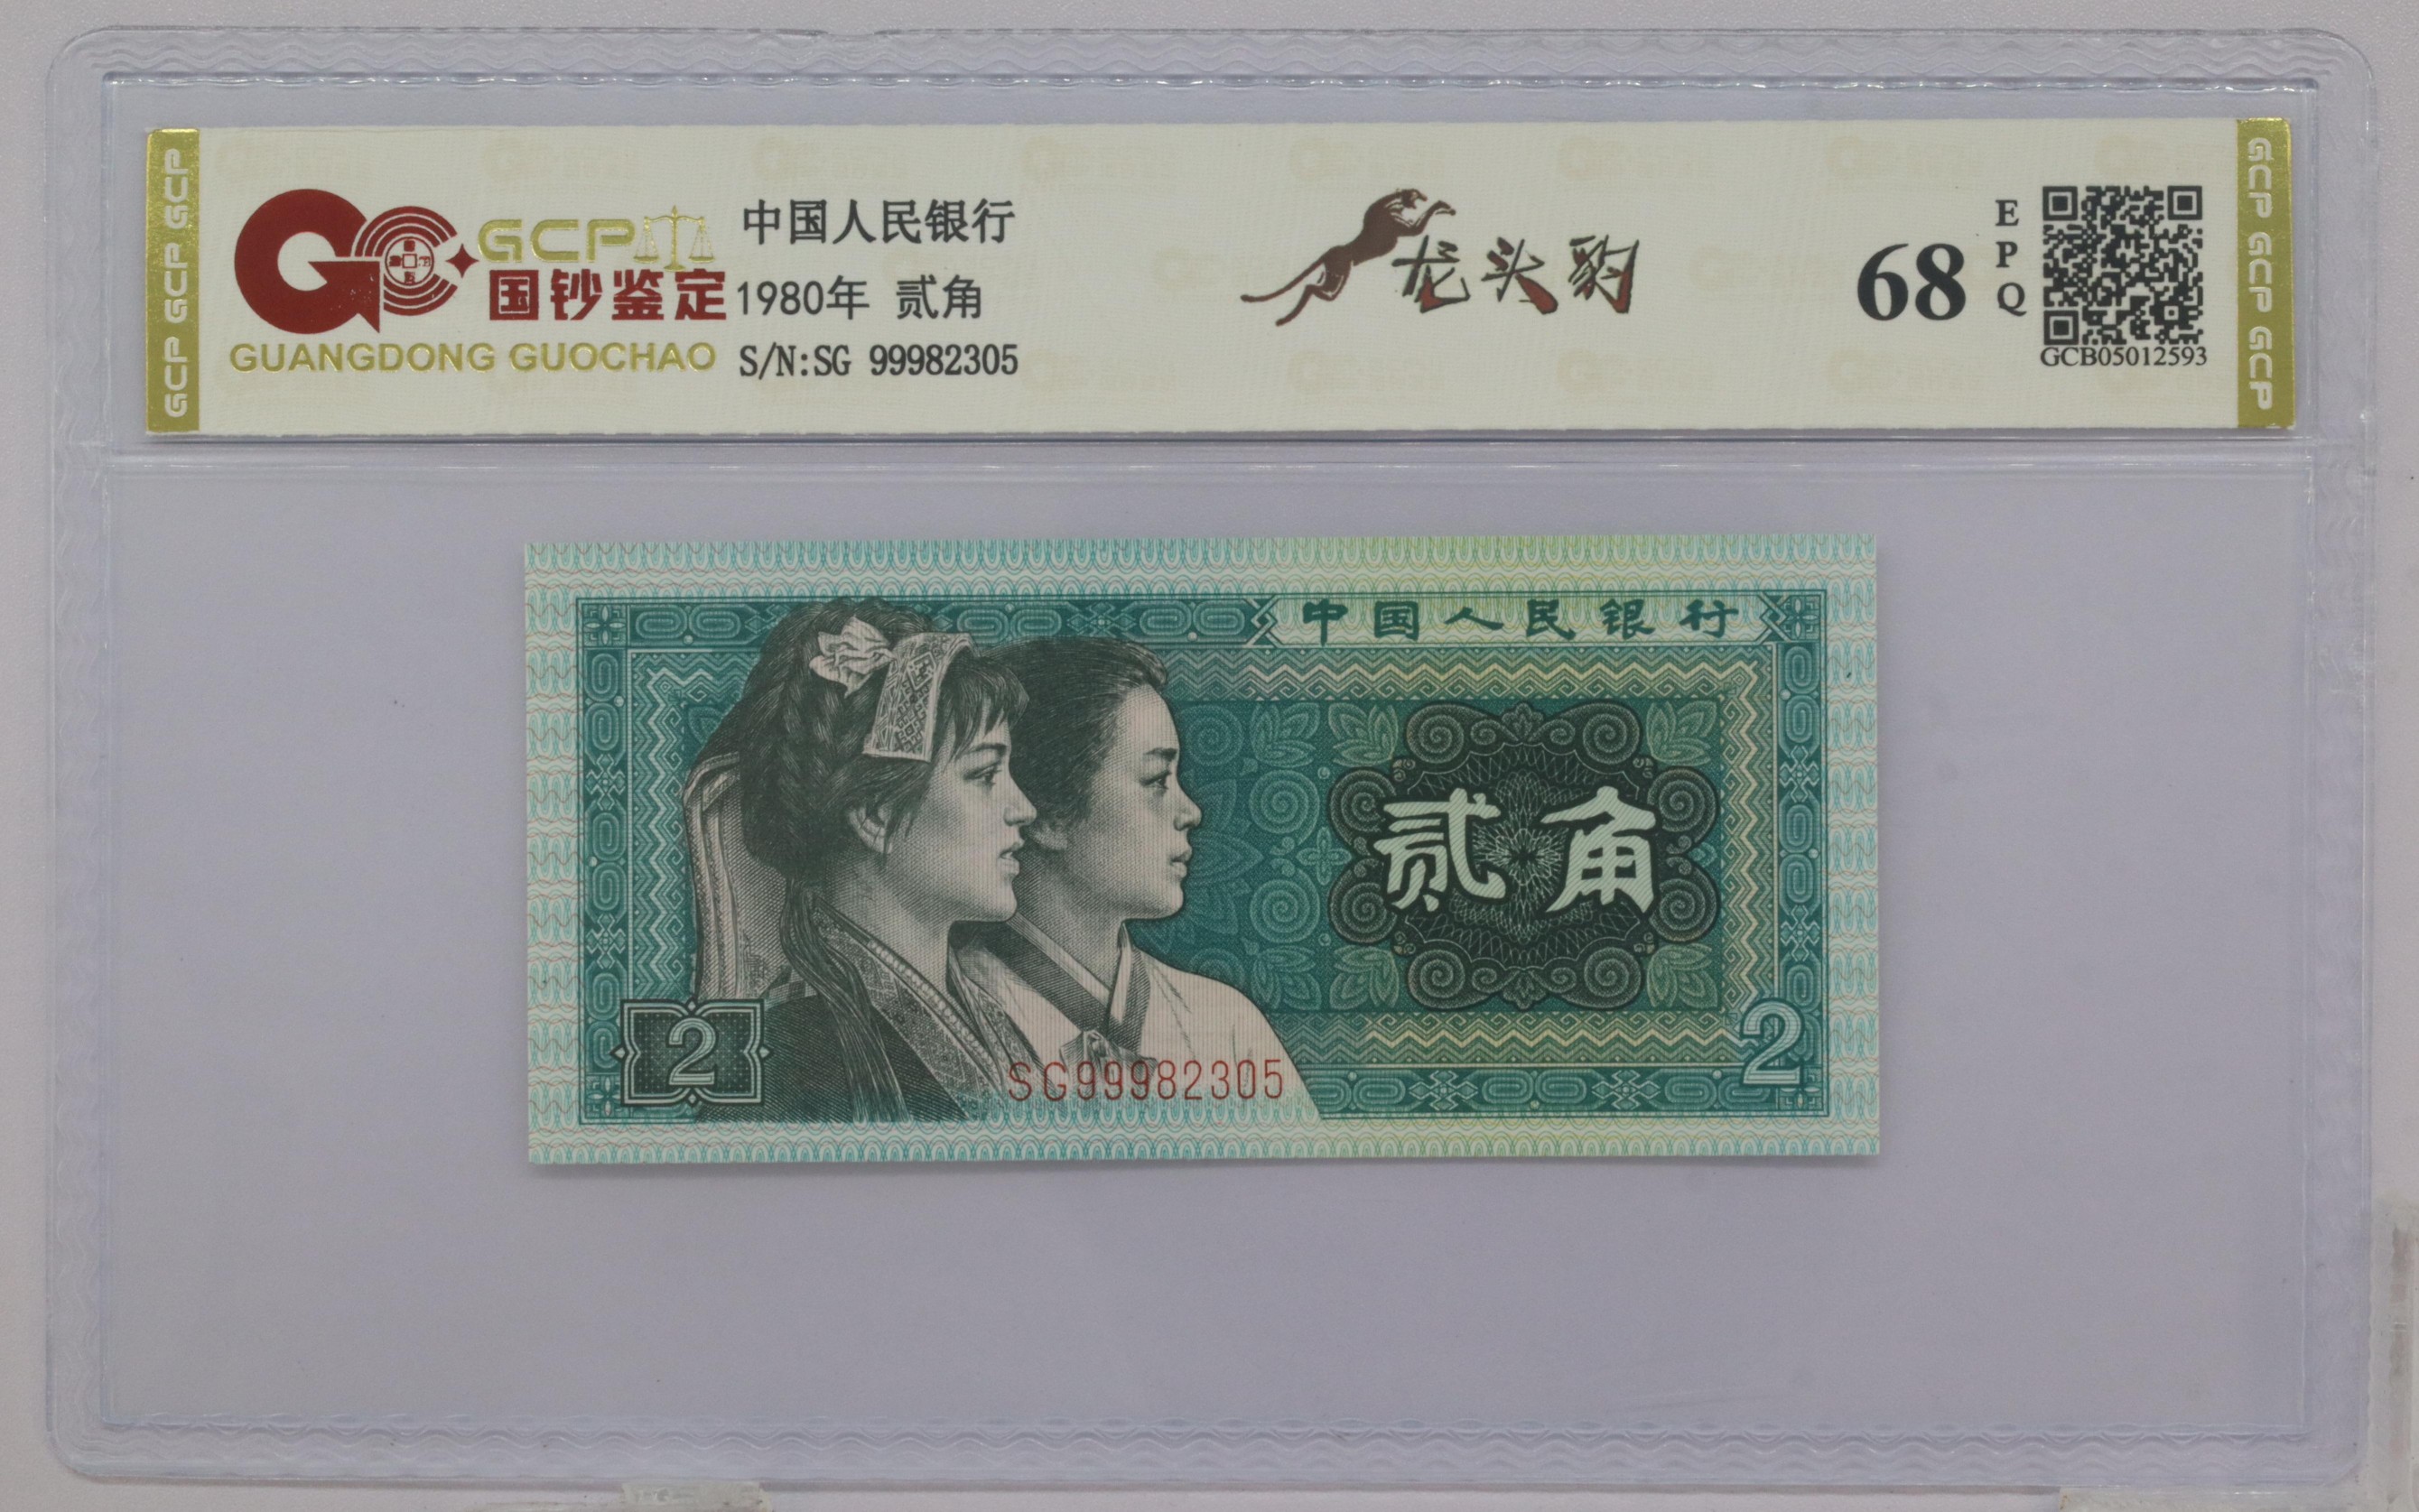 GCP GCP GCP
GCP
国钞鉴定
GUANGDONG GUOCHAO
中国人民银行
1980年 贰角
S/N:SG 99982305
龙头豹
68
EPQ
GCB05012593
GCP GCP GCP
中国人民银行
贰角
2
2
SG99982305